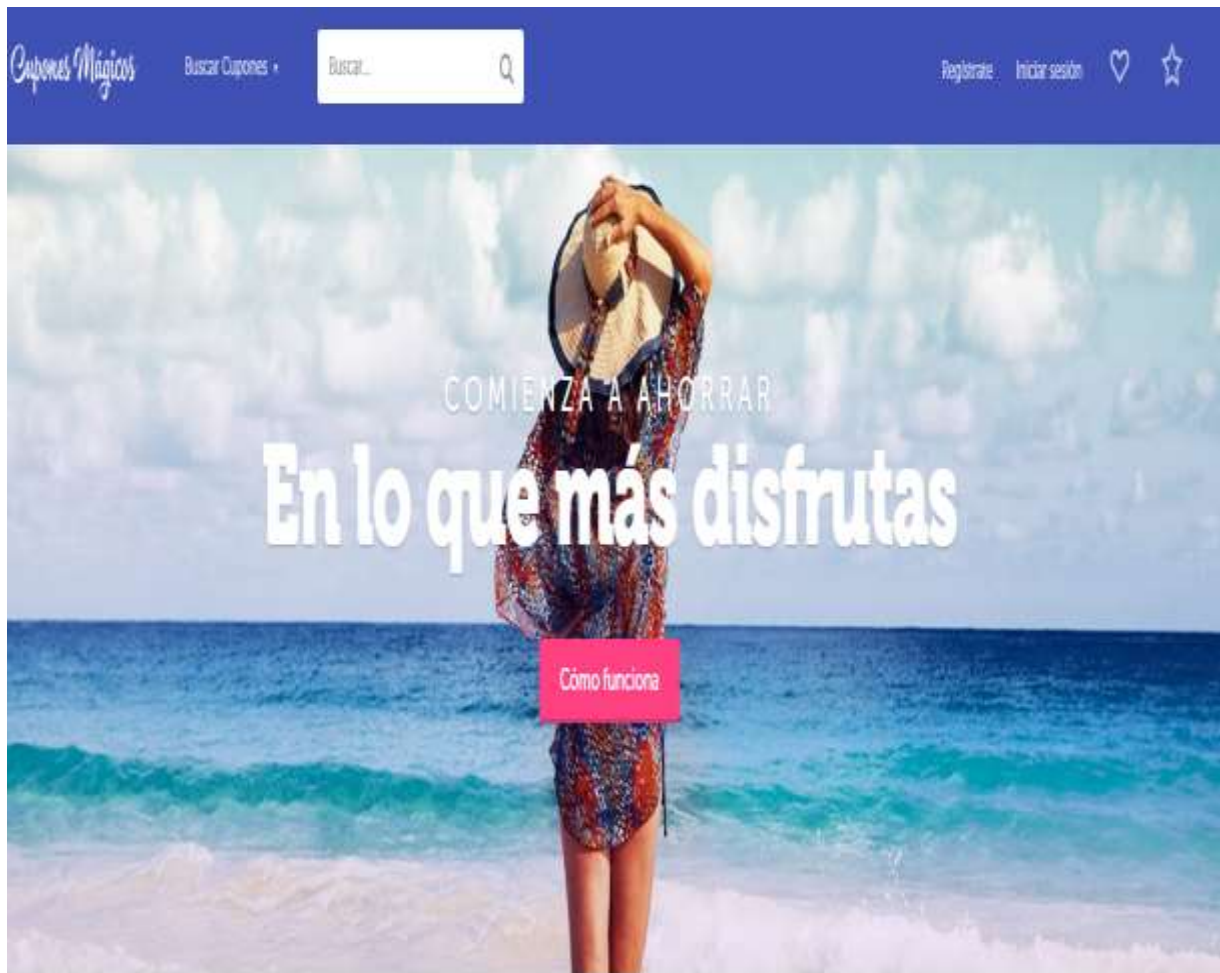 Cupones Mágicos
Buscar Cupones
Buscar...
Regístrate
Iniciar sesión
COMIENZA A AHORRAR
En lo que más disfrutas
Cómo funciona